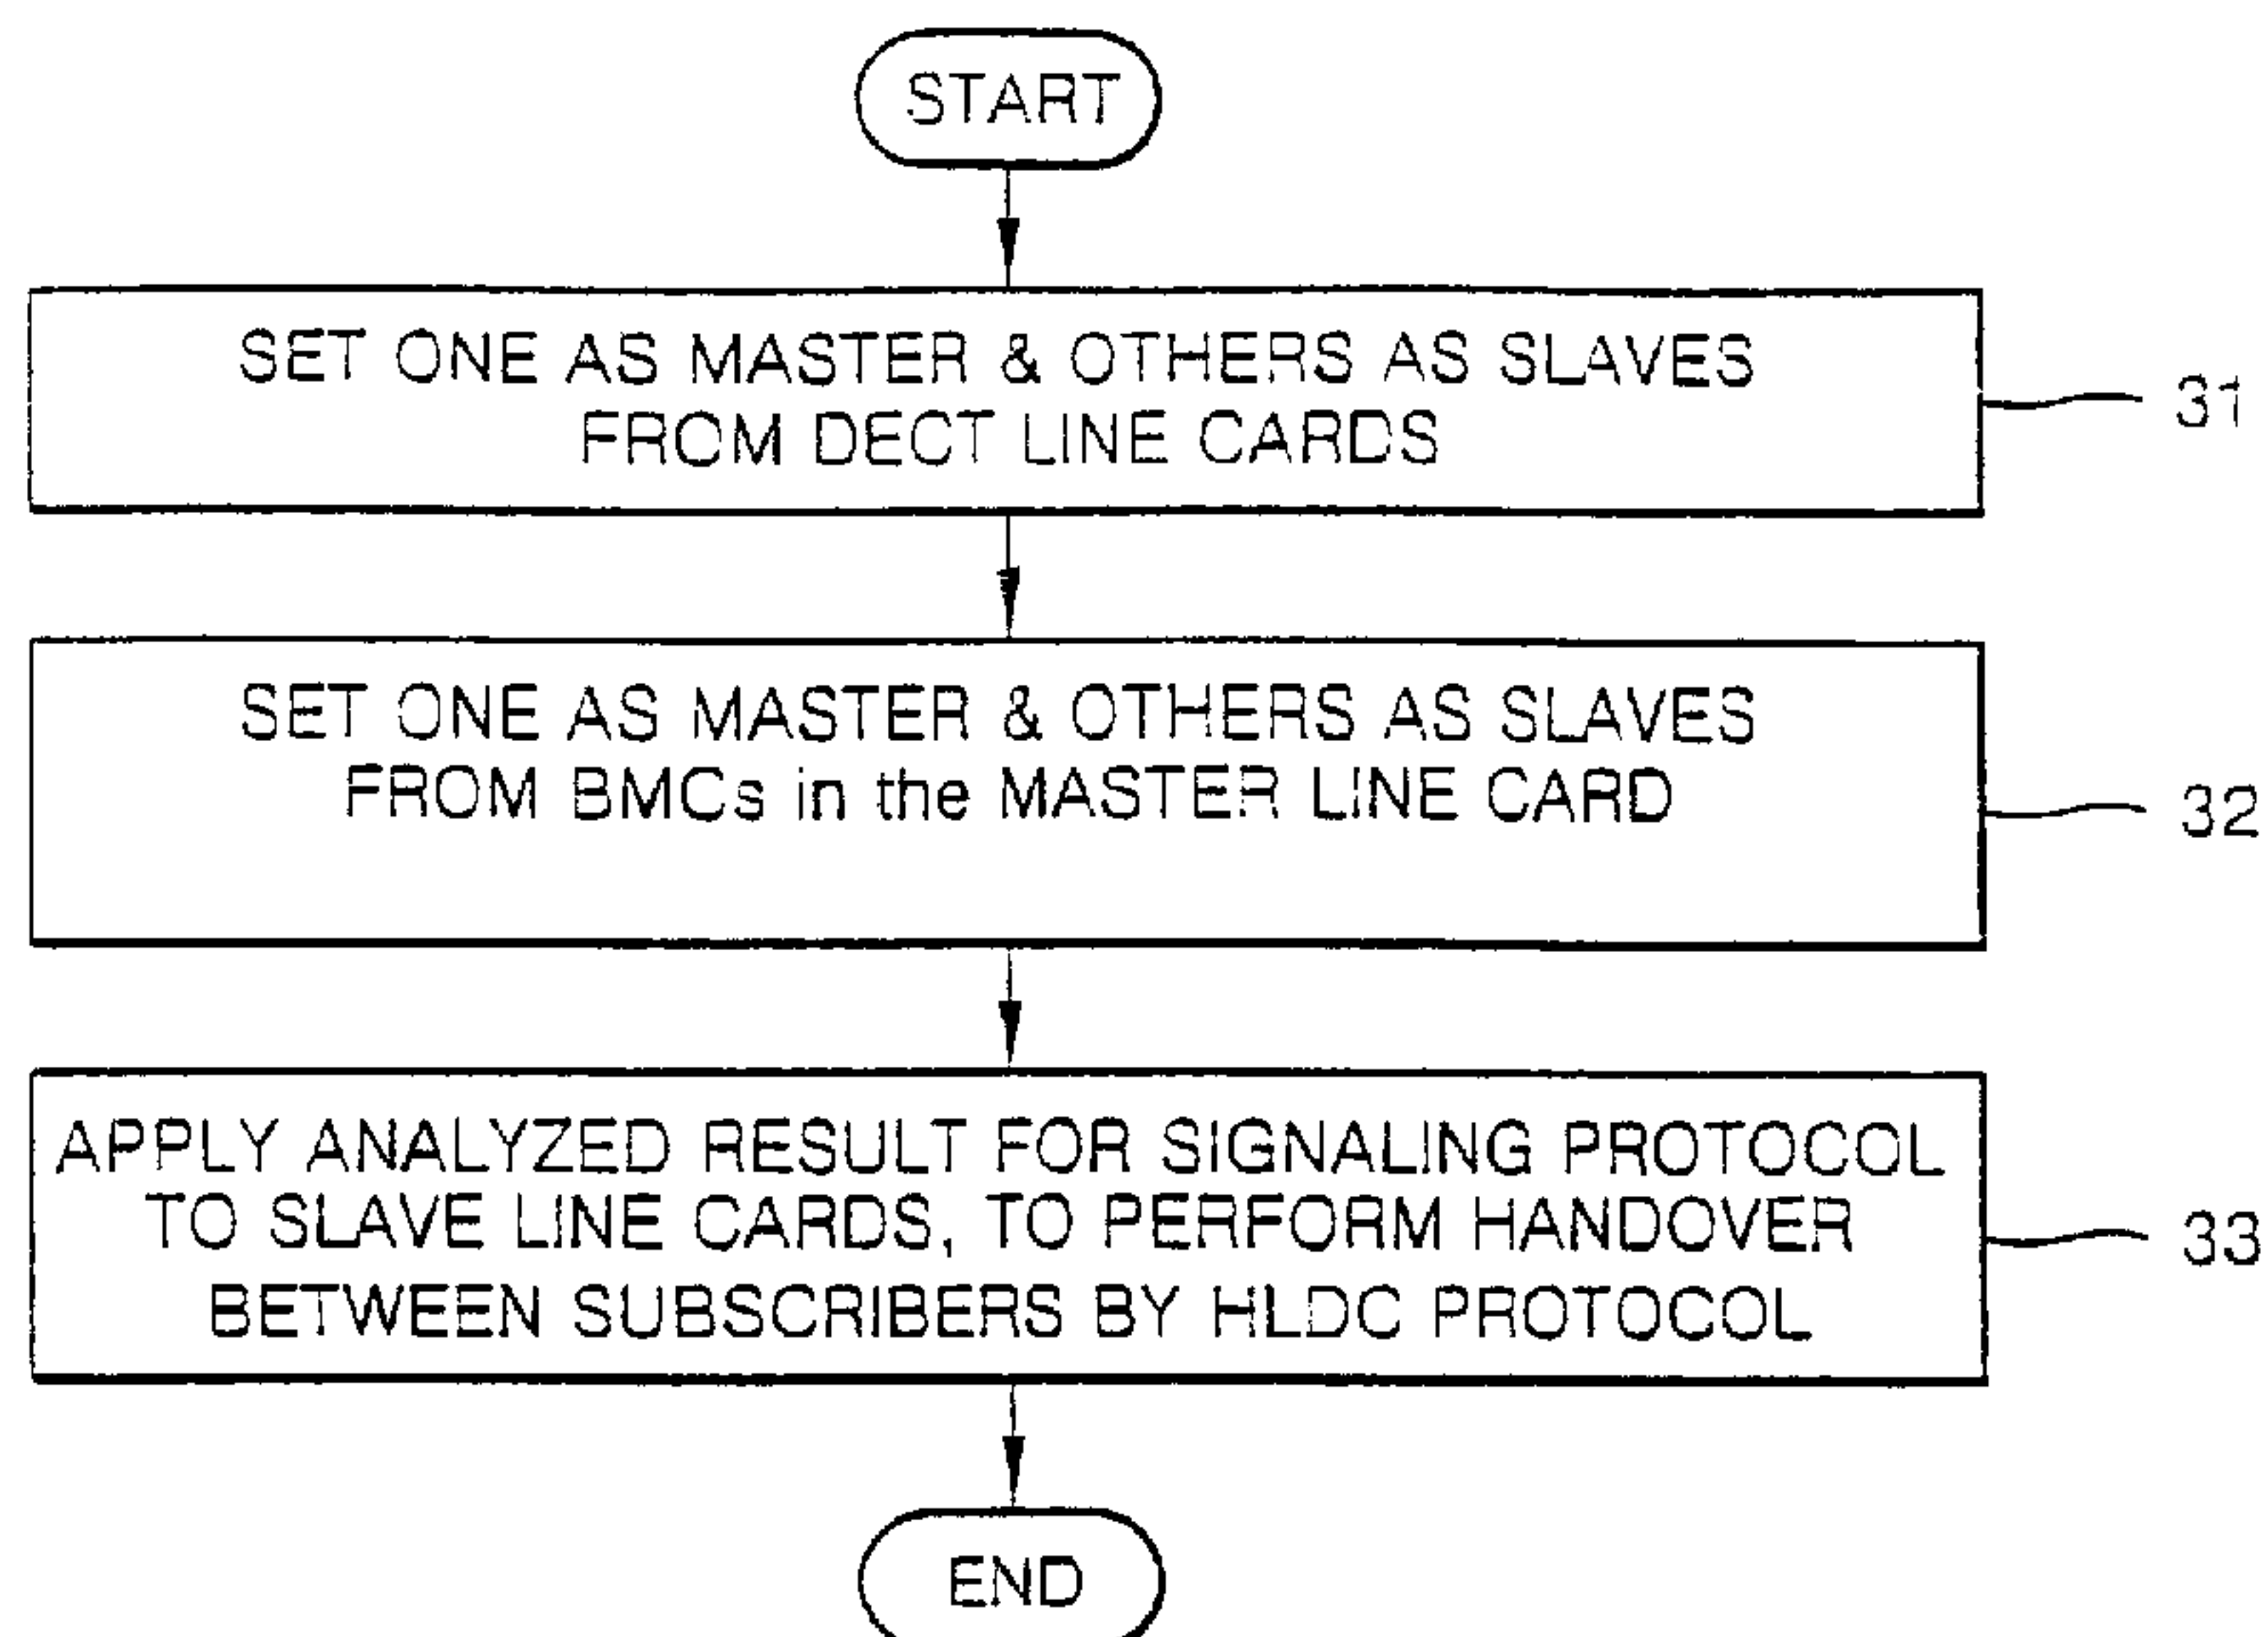 START
SET ONE AS MASTER & OTHERS AS SLAVES
FROM DECT LINE CARDS
31
SET ONE AS MASTER & OTHERS AS SLAVES
FROM BMCs in the MASTER LINE CARD
32
APPLY ANALYZED RESULT FOR SIGNALING PROTOCOL
TO SLAVE LINE CARDS, TO PERFORM HANDOVER
BETWEEN SUBSCRIBERS BY HLDC PROTOCOL
33
END